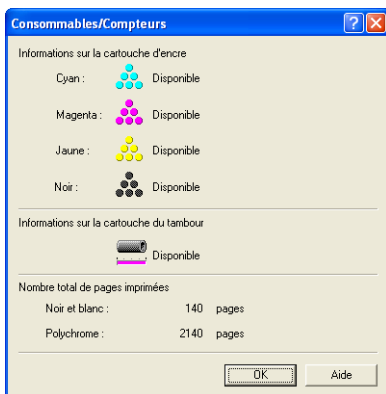 Consommables/Compteurs
Informations sur la cartouche d'encre
Cyan : Disponible
Magenta : Disponible
Jaune : Disponible
Noir : Disponible
Informations sur la cartouche du tambour
Disponible
Nombre total de pages imprimées
Noir et blanc : 140 pages
Polychrome : 2140 pages
OK Aide